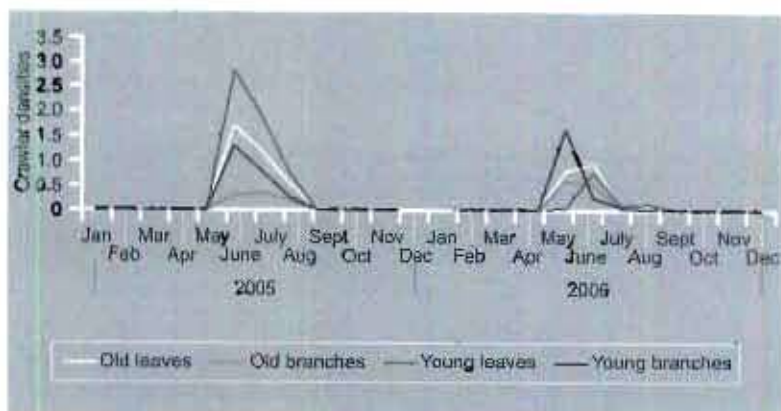 Crawler densities
3.5
3.0
2.5
2.0
1.5
1.0
0.5
0
Jan Mar May July Sept Nov Jan Mar May July Sept Nov
Feb Apr June Aug Oct Dec Feb Apr June Aug Oct Dec
2005 2006
Old leaves Old branches Young leaves Young branches